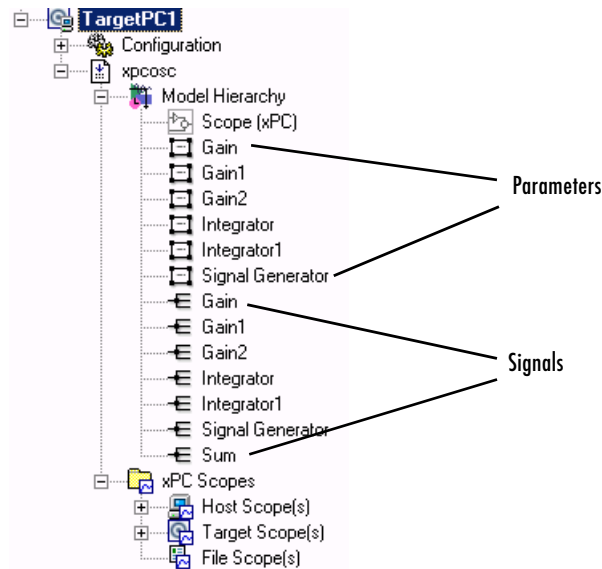 TargetPC1
Configuration
xpcosc
Model Hierarchy
Scope (xPC)
Gain
Gain1
Gain2
Integrator
Integrator1
Signal Generator
Gain
Gain1
Gain2
Integrator
Integrator1
Signal Generator
Sum
xPC Scopes
Host Scope(s)
Target Scope(s)
File Scope(s)
Parameters
Signals